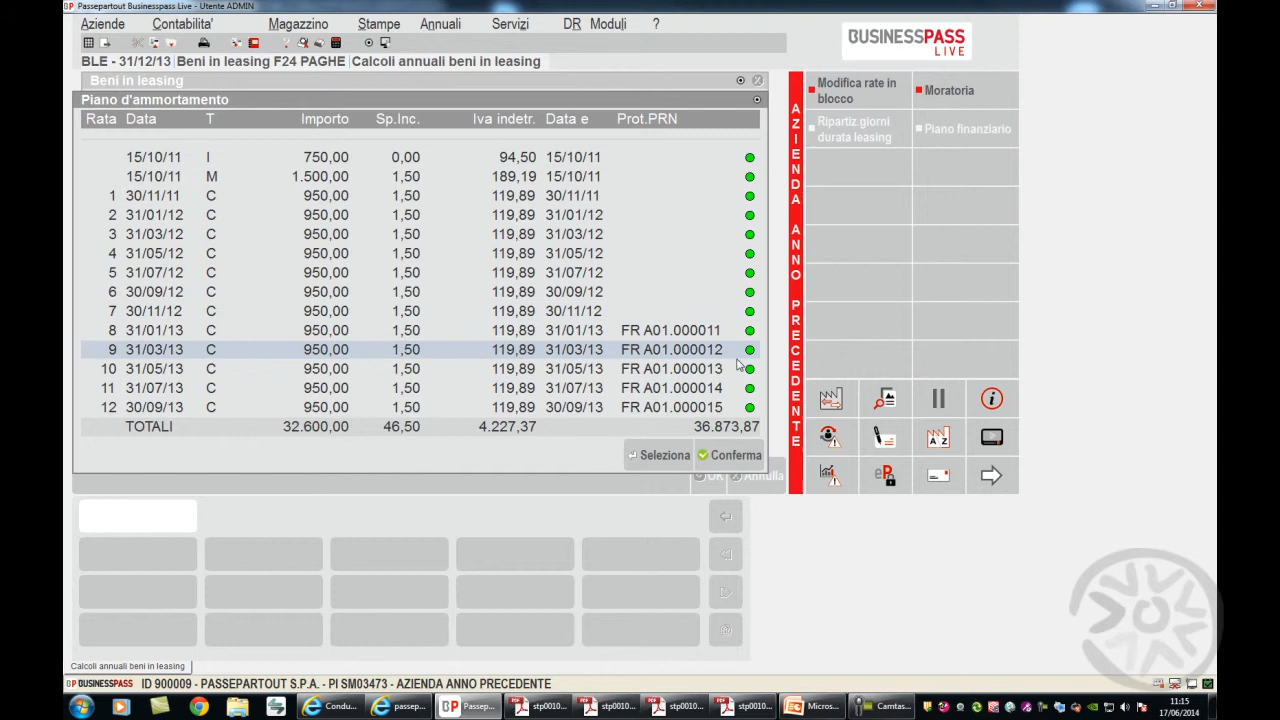 Passepartout Businesspass Live - Utente ADMIN
Aziende Contabilita' Magazzino Stampe Annuali Servizi DR Moduli ?
BUSINESSPASS
LIVE
BLE - 31/12/13 Beni in leasing F24 PAGHE Calcoli annuali beni in leasing
Beni in leasing
Piano d'ammortamento
Rata Data T Importo Sp.Inc. Iva indetr. Data e Prot.PRN
15/10/11 I 750,00 0,00 94,50 15/10/11
15/10/11 M 1.500,00 1,50 189,19 15/10/11
1 30/11/11 C 950,00 1,50 119,89 30/11/11
2 31/01/12 C 950,00 1,50 119,89 31/01/12
3 31/03/12 C 950,00 1,50 119,89 31/03/12
4 31/05/12 C 950,00 1,50 119,89 31/05/12
5 31/07/12 C 950,00 1,50 119,89 31/07/12
6 30/09/12 C 950,00 1,50 119,89 30/09/12
7 30/11/12 C 950,00 1,50 119,89 30/11/12
8 31/01/13 C 950,00 1,50 119,89 31/01/13 FR A01.000011
9 31/03/13 C 950,00 1,50 119,89 31/03/13 FR A01.000012
10 31/05/13 C 950,00 1,50 119,89 31/05/13 FR A01.000013
11 31/07/13 C 950,00 1,50 119,89 31/07/13 FR A01.000014
12 30/09/13 C 950,00 1,50 119,89 30/09/13 FR A01.000015
TOTALI 32.600,00 46,50 4.227,37 36.873,87
Seleziona Conferma
OK Annulla
AZIENDA ANNO PRECEDENTE
Modifica rate in
blocco
Moratoria
Ripartiz.giorni
durata leasing
Piano finanziario
A Z
eP
Calcoli annuali beni in leasing
BUSINESSPASS ID 900009 - PASSEPARTOUT S.P.A. - PI SM03473 - AZIENDA ANNO PRECEDENTE
Condu... passep... Passep... stp0010... stp0010... stp0010... stp0010... Micros... Camtas...
11:15
17/06/2014